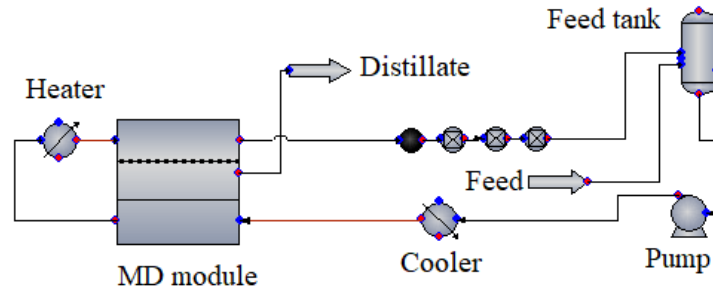 Feed tank
Distillate
Heater
Feed
MD module
Cooler
Pump